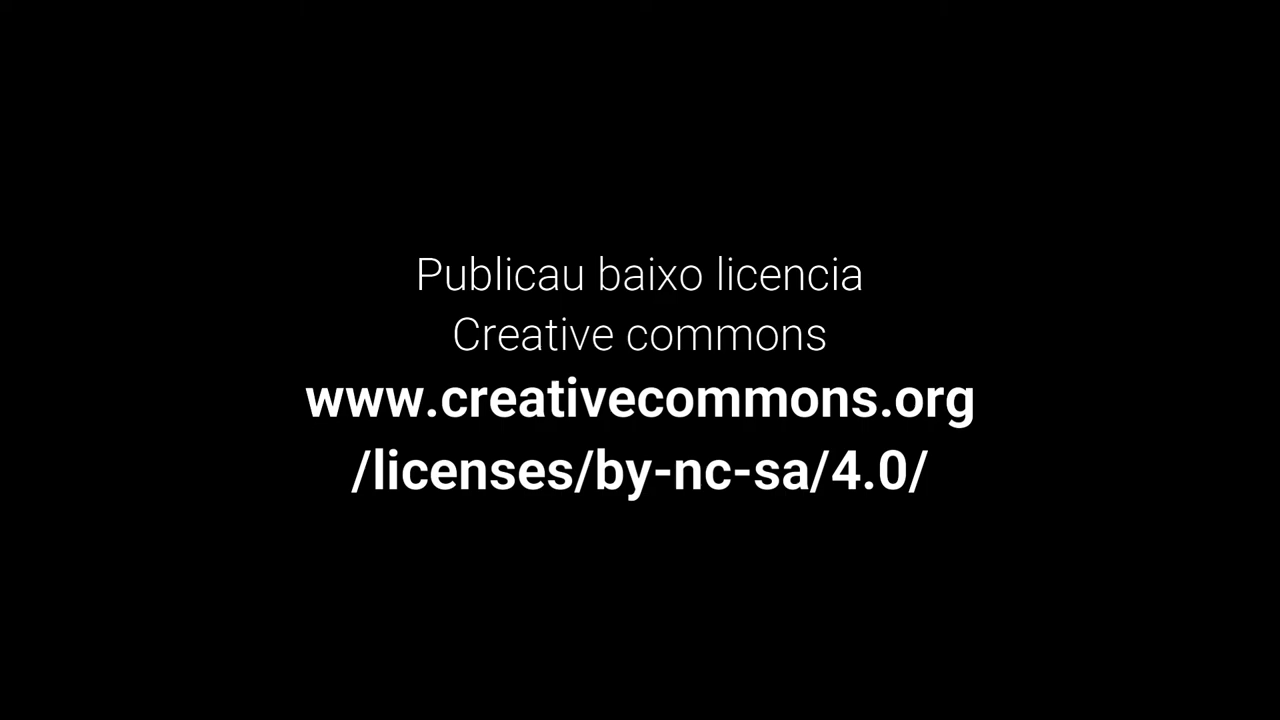 Publicau baixo licencia
Creative commons
www.creativecommons.org
/licenses/by-nc-sa/4.0/